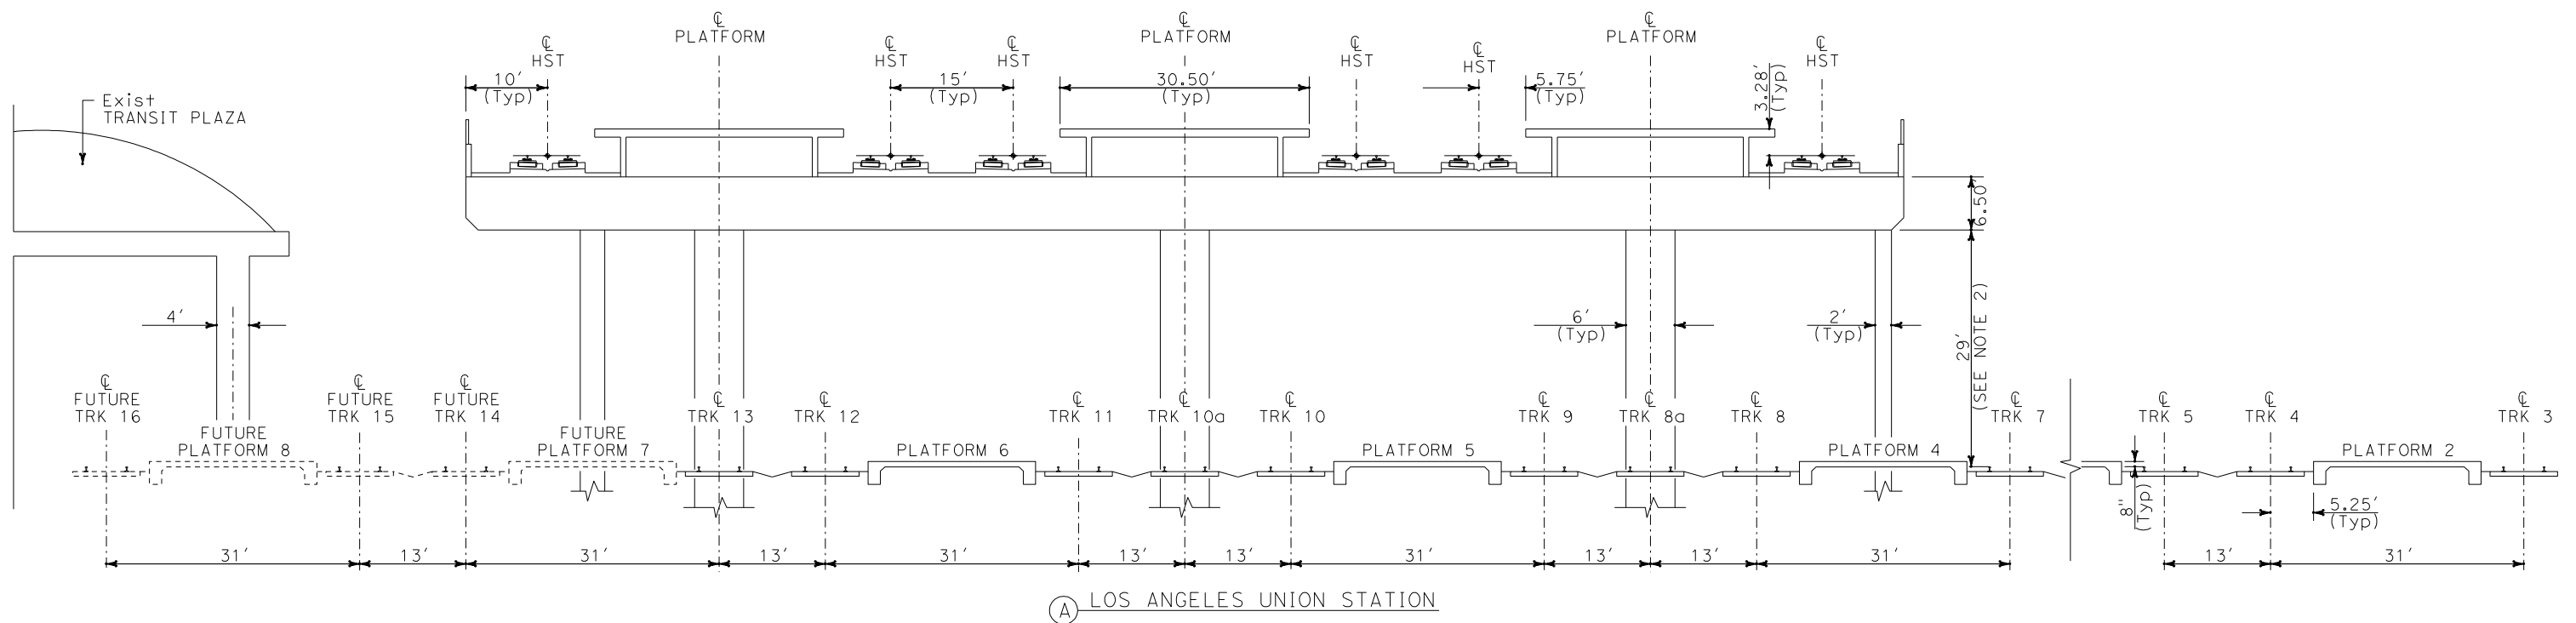 ℄ PLATFORM
℄ PLATFORM
℄ PLATFORM
℄ HST
℄ HST
℄ HST
℄ HST
℄ HST
℄ HST
10′
(Typ)
15′
(Typ)
30.50′
(Typ)
5.75′
(Typ)
3.28′
(Typ)
Exist
TRANSIT PLAZA
6.50′
4′
6′
(Typ)
2′
(Typ)
29′
(SEE NOTE 2)
℄
FUTURE
TRK 16
℄
FUTURE
TRK 15
℄
FUTURE
TRK 14
℄
TRK 13
℄
TRK 12
℄
TRK 11
℄
TRK 10a
℄
TRK 10
℄
TRK 9
℄
TRK 8a
℄
TRK 8
℄
TRK 7
℄
TRK 5
℄
TRK 4
℄
TRK 3
FUTURE
PLATFORM 8
FUTURE
PLATFORM 7
PLATFORM 6
PLATFORM 5
PLATFORM 4
PLATFORM 2
8"
(Typ)
5.25′
(Typ)
31′
13′
31′
13′
31′
13′
13′
31′
13′
13′
31′
13′
31′
A LOS ANGELES UNION STATION